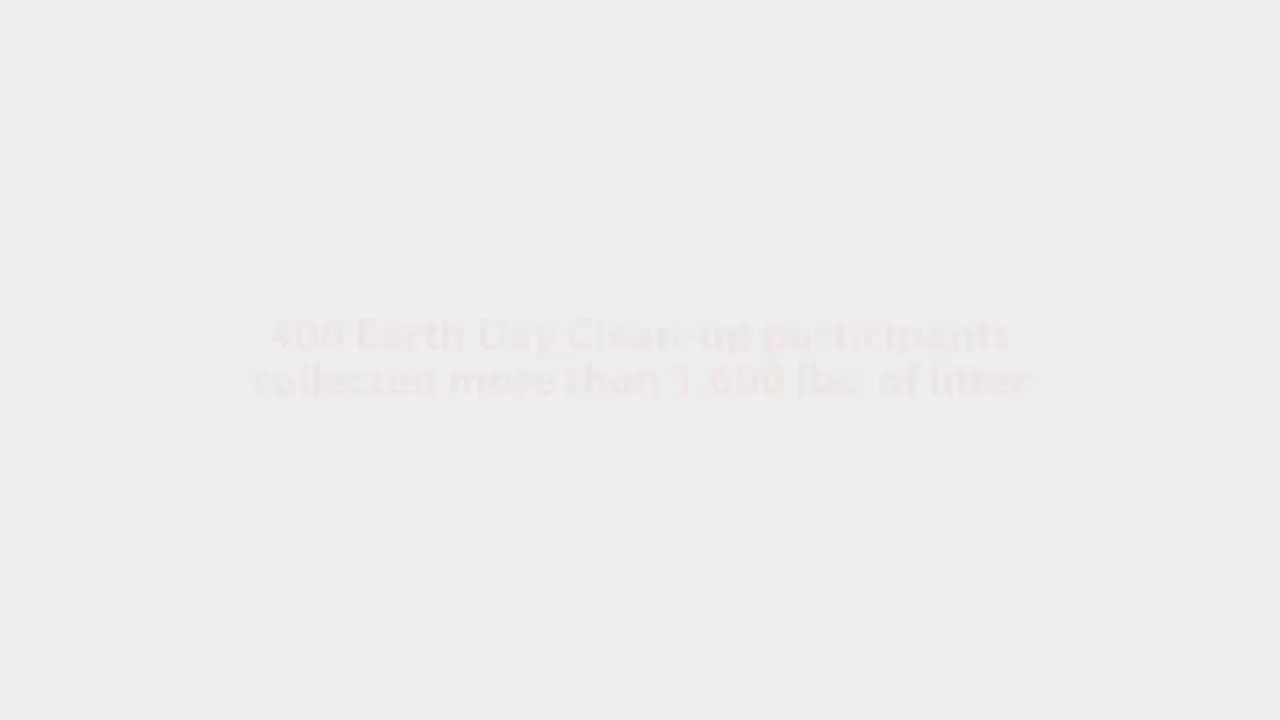 400 Earth Day Clean-up participants
collected more than 1,600 lbs. of litter